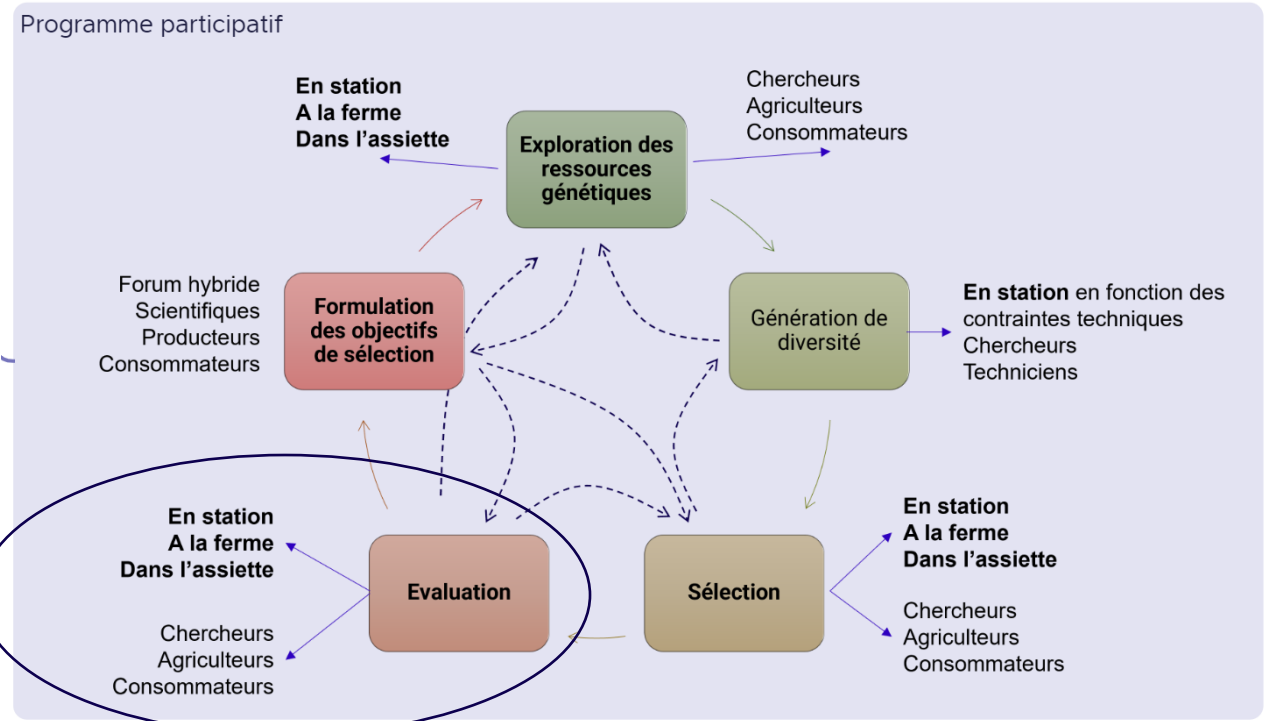 Programme participatif
En station
A la ferme
Dans l'assiette
Exploration des
ressources
génétiques
Chercheurs
Agriculteurs
Consommateurs
Forum hybride
Scientifiques
Producteurs
Consommateurs
Formulation
des objectifs
de sélection
Génération de
diversité
En station en fonction des
contraintes techniques
Chercheurs
Techniciens
En station
A la ferme
Dans l'assiette
Chercheurs
Agriculteurs
Consommateurs
Evaluation
Sélection
En station
A la ferme
Dans l'assiette
Chercheurs
Agriculteurs
Consommateurs